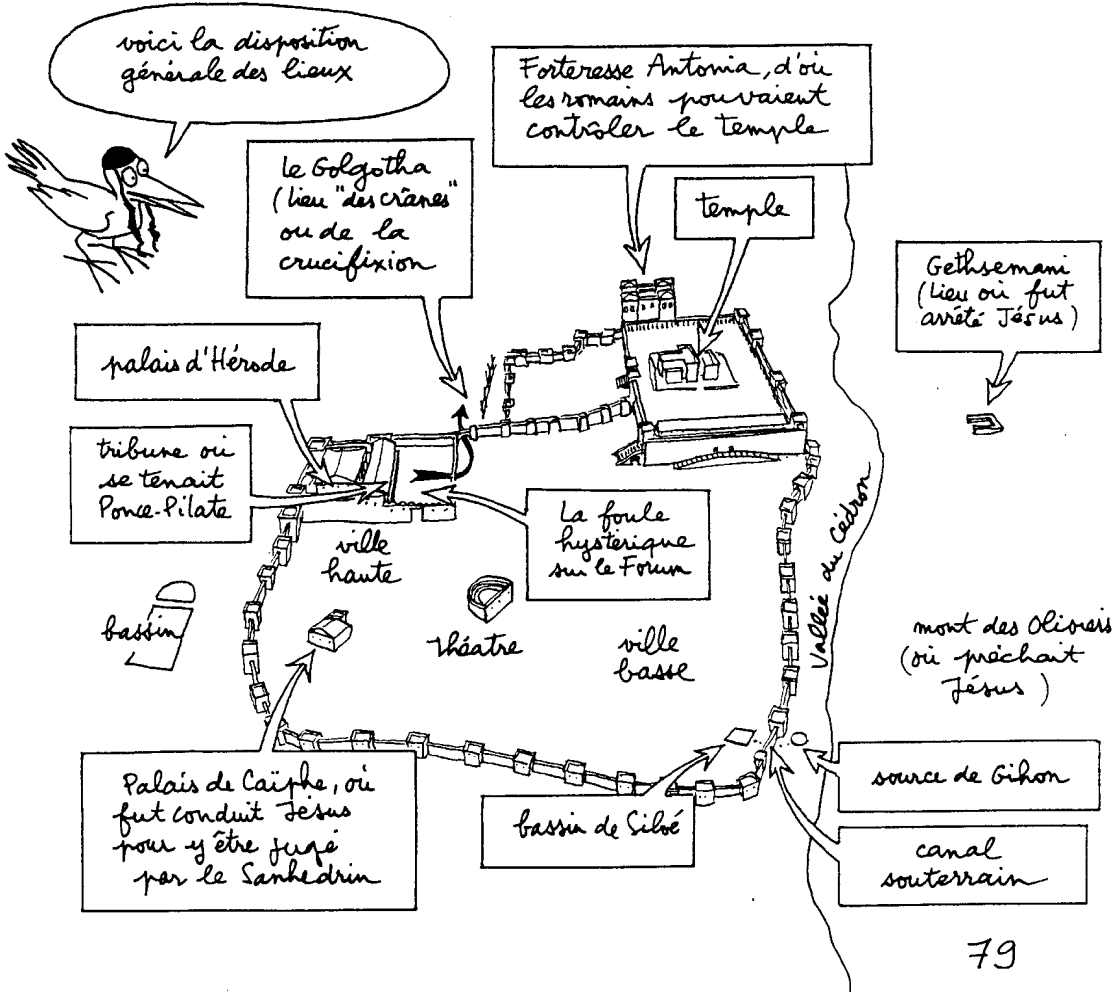 voici la disposition
générale des lieux
Forteresse Antonia, d'où
les romains pouvaient
contrôler le temple
le Golgotha
(lieu "des crânes"
ou de la
crucifixion
temple
Gethsemani
(lieu où fut
arrêté Jésus)
palais d'Hérode
tribune où
se tenait
Ponce-Pilate
La foule
hystérique
sur le Forum
ville
haute
bassin
théatre
ville
basse
Vallée du Cédron
mont des Oliviers
(où prêchait
Jésus)
Palais de Caïphe, où
fut conduit Jésus
pour y être jugé
par le Sanhedrin
bassin de Siloé
source de Gihon
canal
souterrain
79